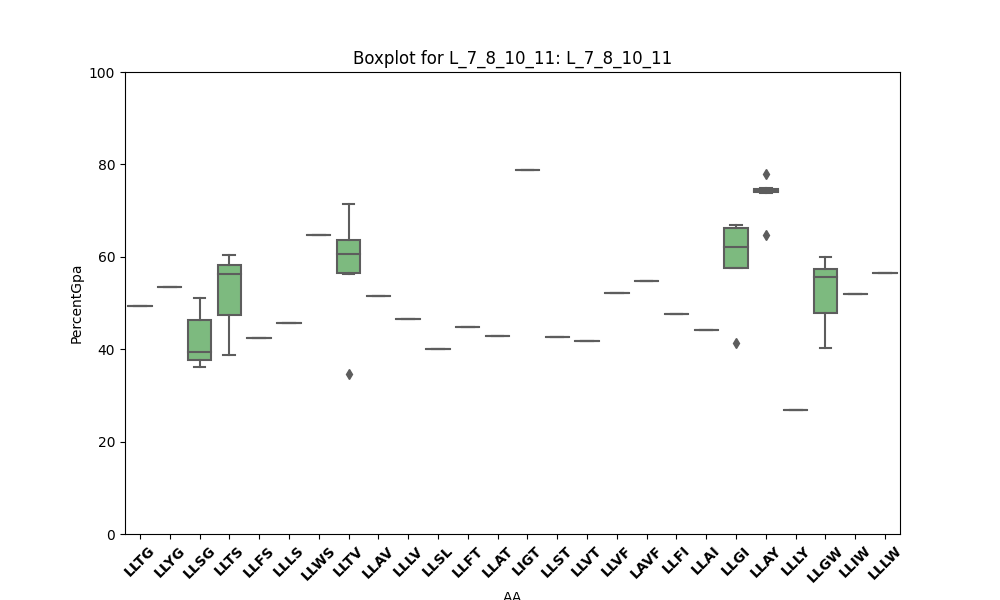 Boxplot for L_7_8_10_11: L_7_8_10_11
PercentGpa
100
80
60
40
20
0
LLTG
LLYG
LLSG
LLTS
LLFS
LLLS
LLWS
LLTV
LLAV
LLLV
LLSL
LLFT
LLAT
LIGT
LLST
LLVT
LLVF
LAVF
LLFI
LLAI
LLGI
LLAY
LLLY
LLGW
LLIW
LLLW
AA